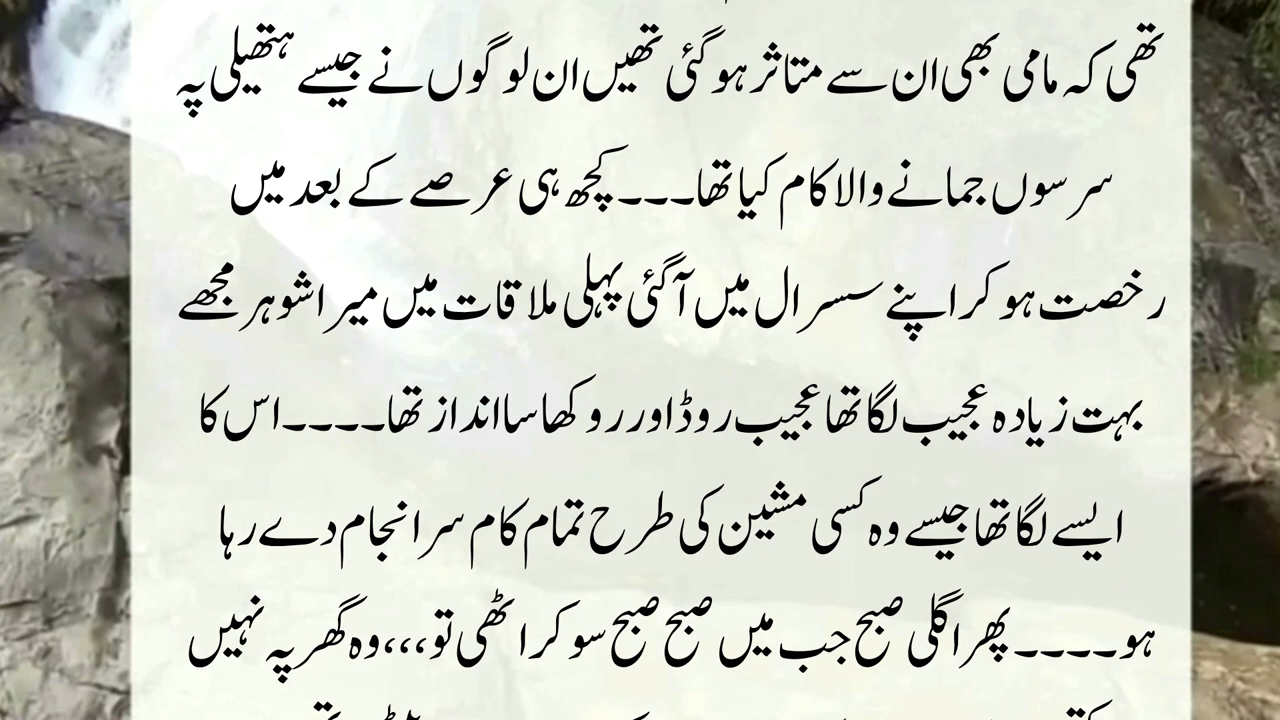 تھی کہ مامی بھی ان سے متاثر ہو گئی تھیں ان لوگوں نے جیسے ہتھیلی پہ
سرسوں جمانے والا کام کیا تھا۔۔۔ کچھ ہی عرصے کے بعد میں
رخصت ہو کر اپنے سسرال میں آگئی پہلی ملاقات میں میرا شوہر مجھے
بہت زیادہ عجیب لگا تھا عجیب روڈ اور روکھا سا انداز تھا۔۔۔۔ اس کا
ایسے لگا تھا جیسے وہ کسی مشین کی طرح تمام کام سرانجام دے رہا
ہو۔۔۔۔ پھر اگلی صبح جب میں صبح صبح سو کر اٹھی تو،،،، وہ گھر پہ نہیں